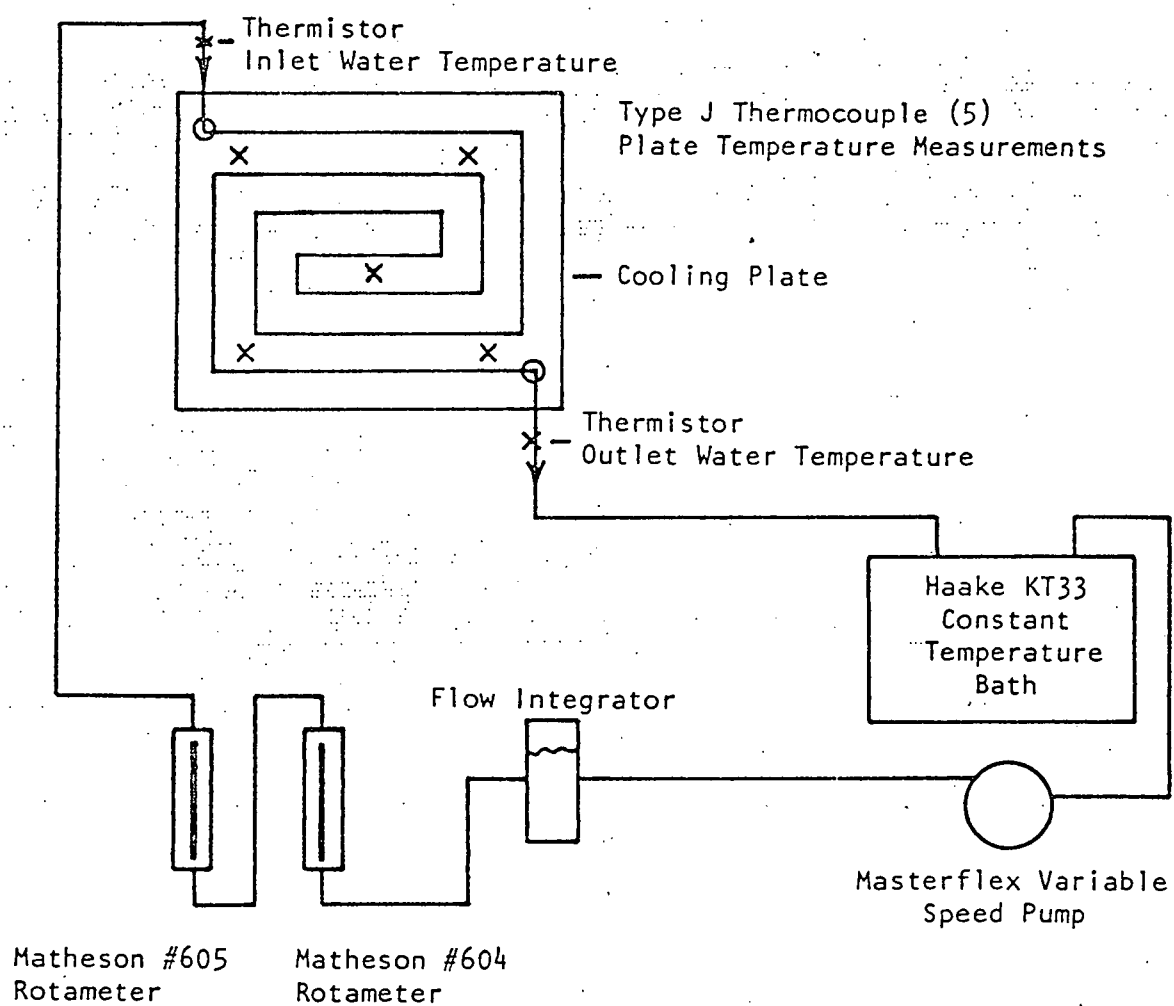 Thermistor
Inlet Water Temperature
Type J Thermocouple (5)
Plate Temperature Measurements
Cooling Plate
Thermistor
Outlet Water Temperature
Haake KT33
Constant
Temperature
Bath
Flow Integrator
Masterflex Variable
Speed Pump
Matheson #605
Rotameter
Matheson #604
Rotameter